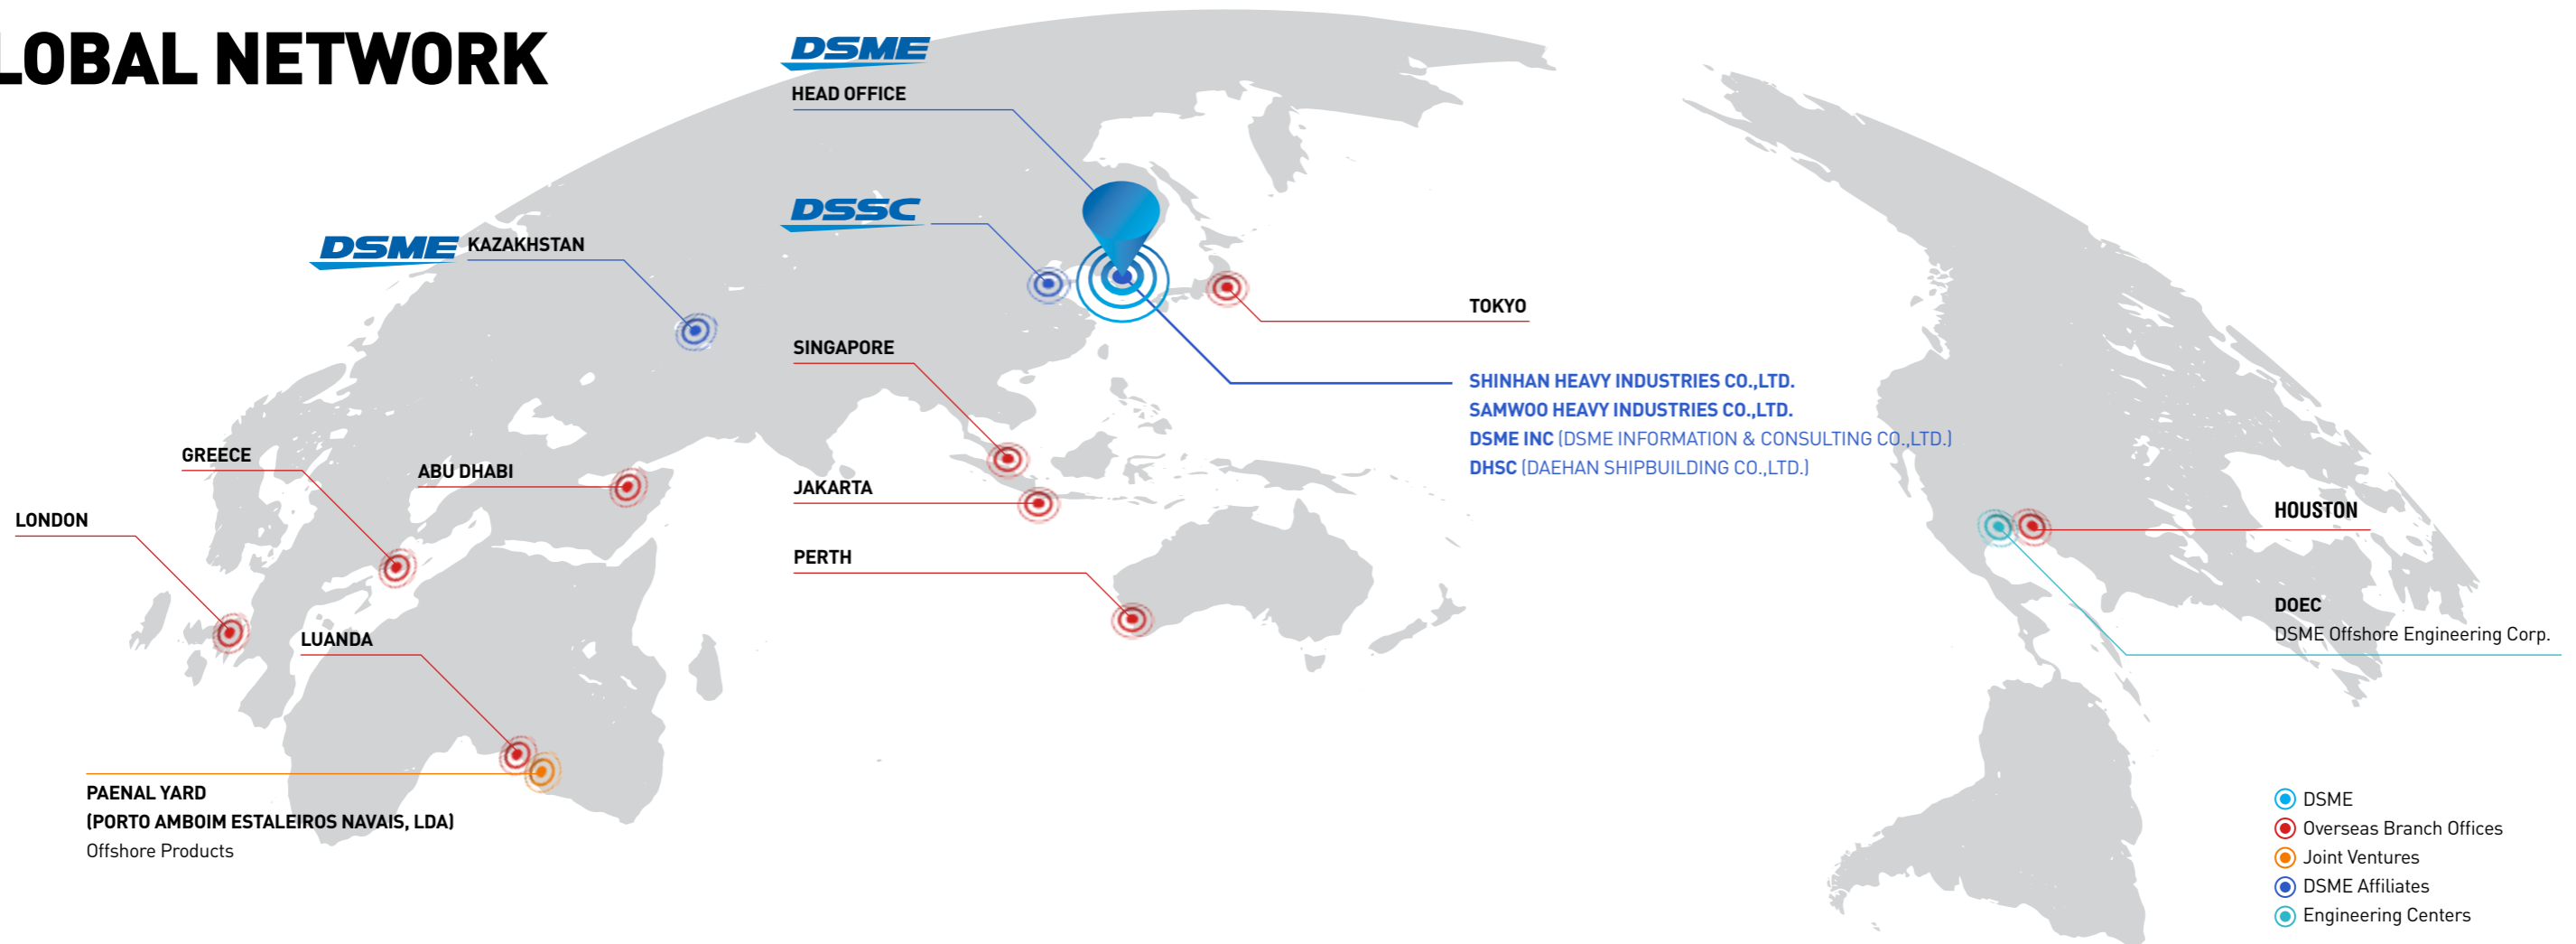 LOBAL NETWORK
DSME
HEAD OFFICE
DSSC
DSME KAZAKHSTAN
TOKYO
SINGAPORE
SHINHAN HEAVY INDUSTRIES CO.,LTD.
SAMWOO HEAVY INDUSTRIES CO.,LTD.
DSME INC (DSME INFORMATION & CONSULTING CO.,LTD.)
DHSC (DAEHAN SHIPBUILDING CO.,LTD.)
GREECE
ABU DHABI
JAKARTA
LONDON
HOUSTON
PERTH
DOEC
DSME Offshore Engineering Corp.
LUANDA
PAENAL YARD
(PORTO AMBOIM ESTALEIROS NAVAIS, LDA)
Offshore Products
DSME
Overseas Branch Offices
Joint Ventures
DSME Affiliates
Engineering Centers